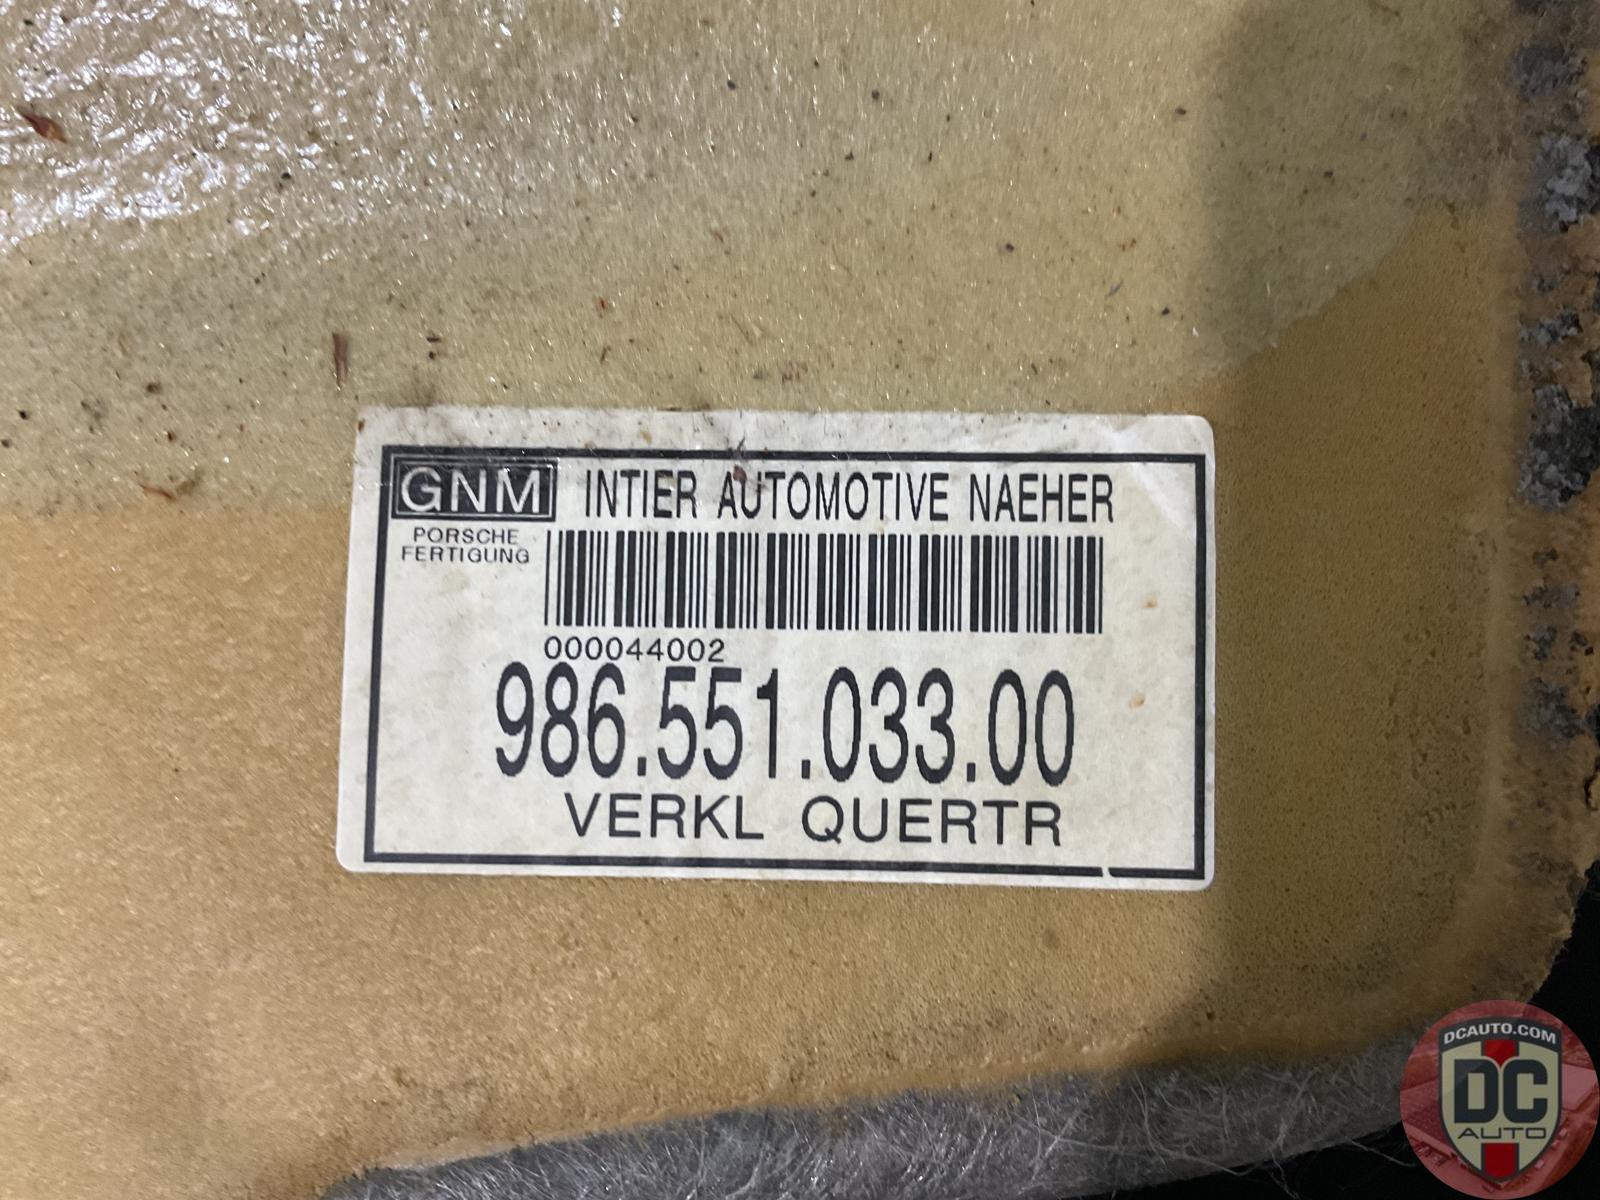 GNM INTIER AUTOMOTIVE NAEHER
PORSCHE
FERTIGUNG
000044002
986.551.033.00
VERKL QUERTR
DCAUTO.COM
DC
AUTO